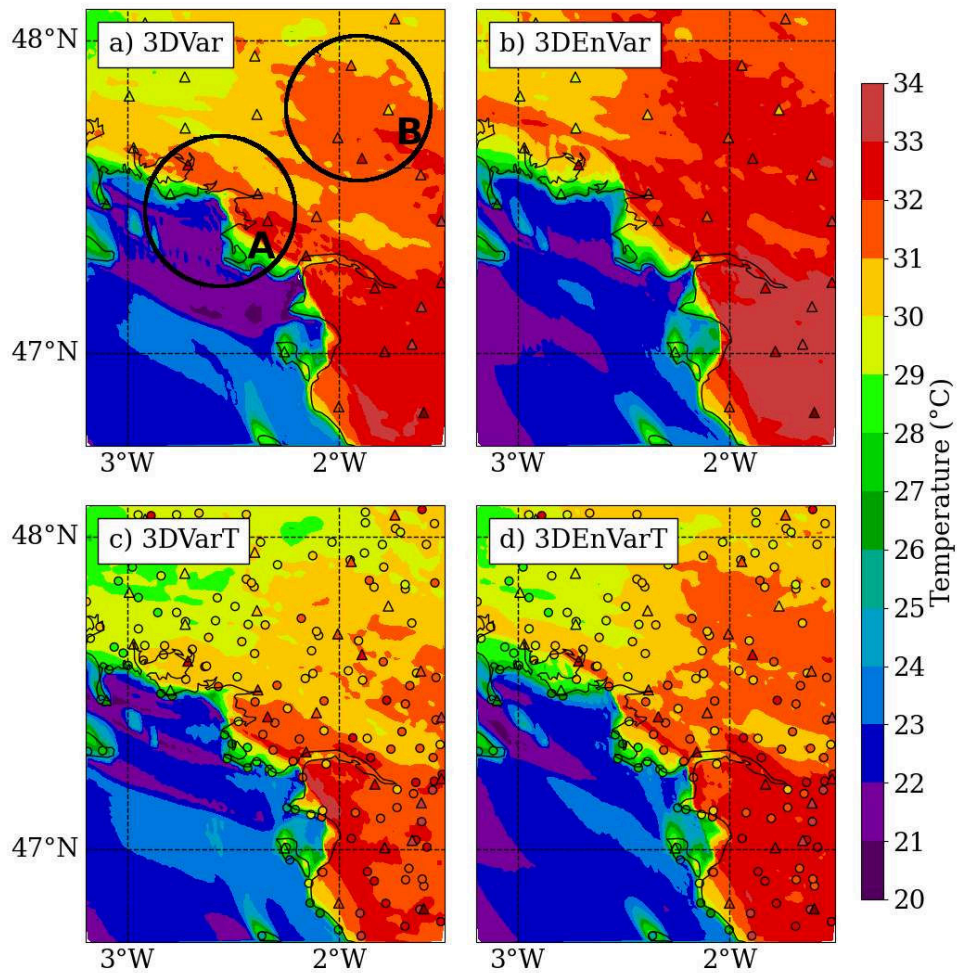 a) 3DVar
b) 3DEnVar
48°N
47°N
A
B
3°W
2°W
3°W
2°W
c) 3DVarT
d) 3DEnVarT
48°N
47°N
3°W
2°W
3°W
2°W
34
33
32
31
30
29
28
27
26
25
24
23
22
21
20
Temperature (°C)